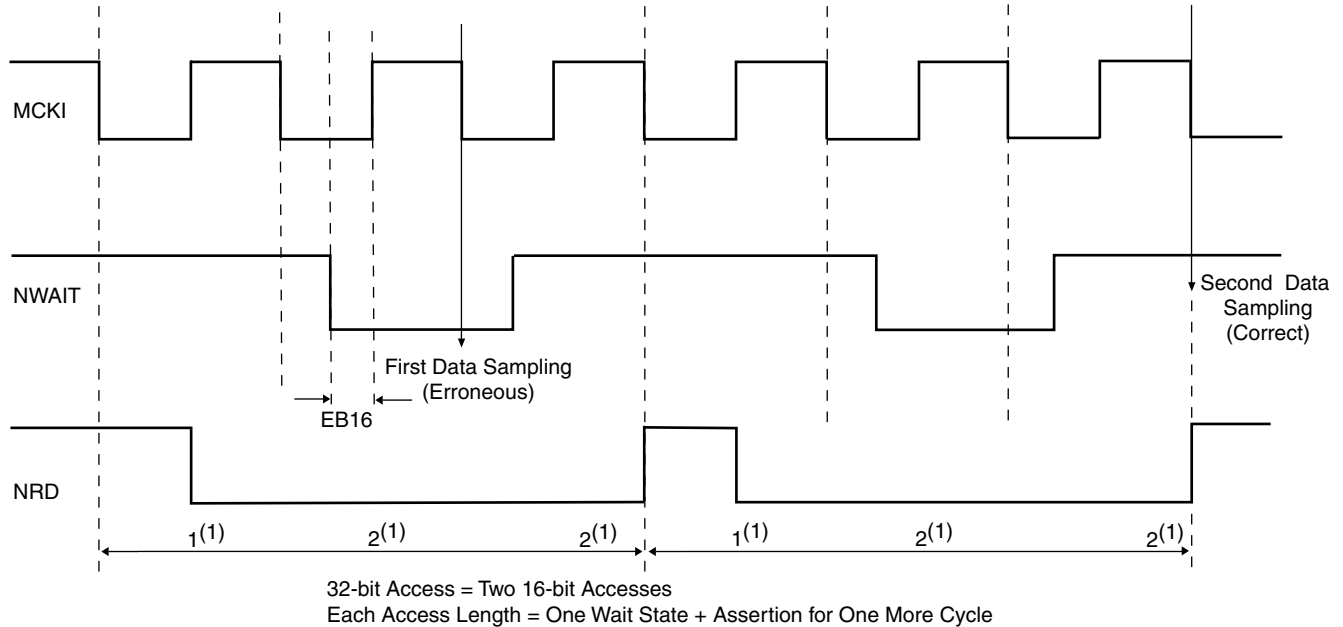 MCKI
NWAIT
Second Data
Sampling
(Correct)
First Data Sampling
(Erroneous)
EB16
NRD
1(1) 2(1) 2(1) 1(1) 2(1) 2(1)
32-bit Access = Two 16-bit Accesses
Each Access Length = One Wait State + Assertion for One More Cycle